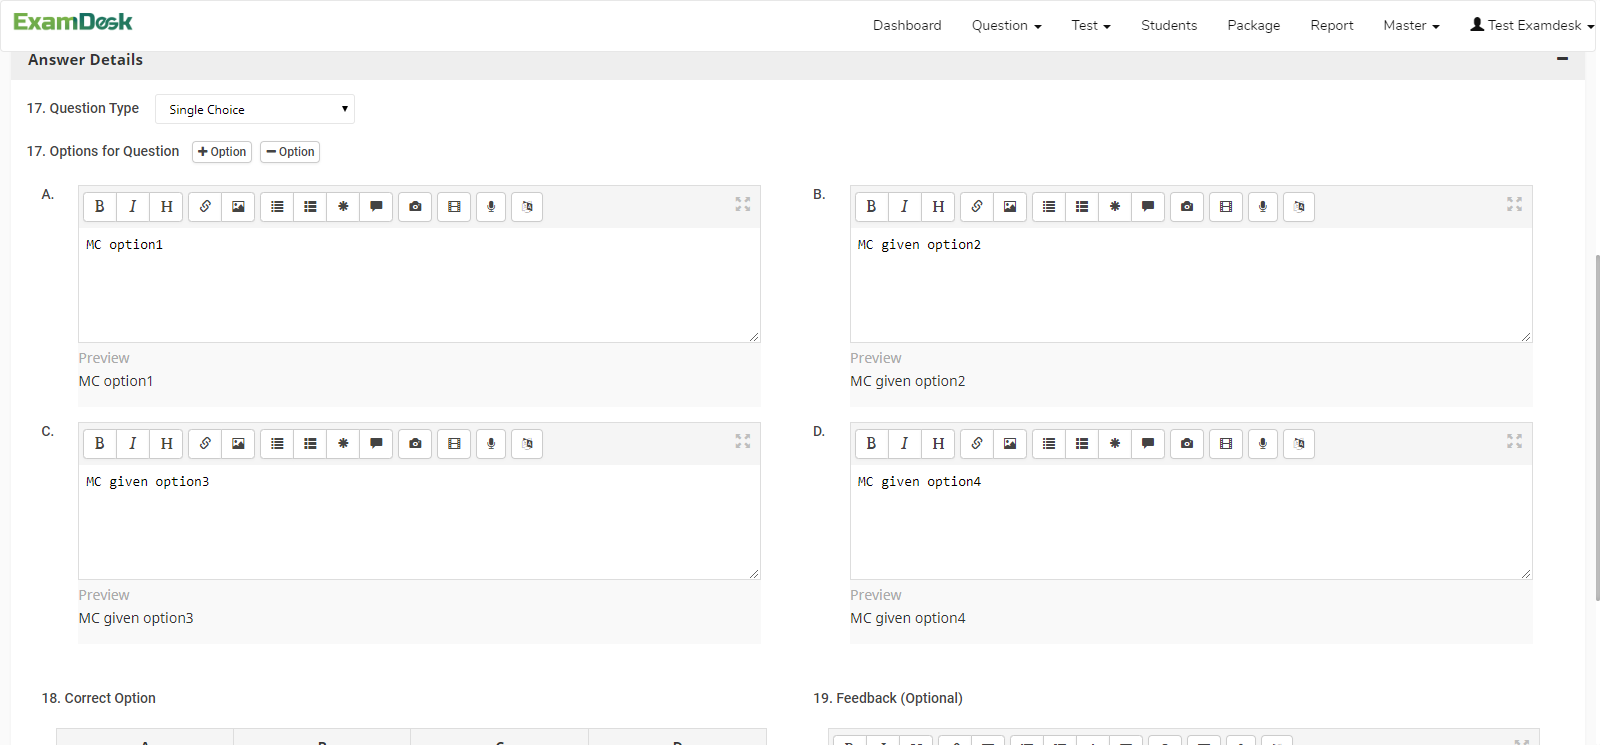 ExamDesk
Dashboard Question Test Students Package Report Master Test Examdesk
Answer Details
17. Question Type Single Choice
17. Options for Question + Option - Option
A.
B I H
MC option1
Preview
MC option1
B.
B I H
MC given option2
Preview
MC given option2
C.
B I H
MC given option3
Preview
MC given option3
D.
B I H
MC given option4
Preview
MC given option4
18. Correct Option
A B C D
19. Feedback (Optional)
B I H